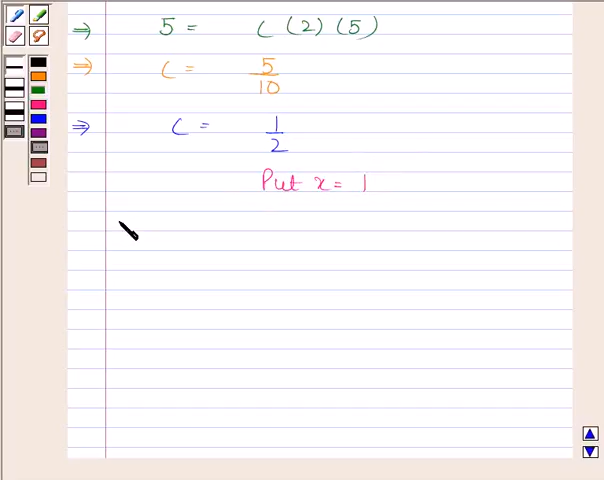 ⇒ 5 = C (2) (5)
⇒ C = 5/10
⇒ C = 1/2
Put x = 1